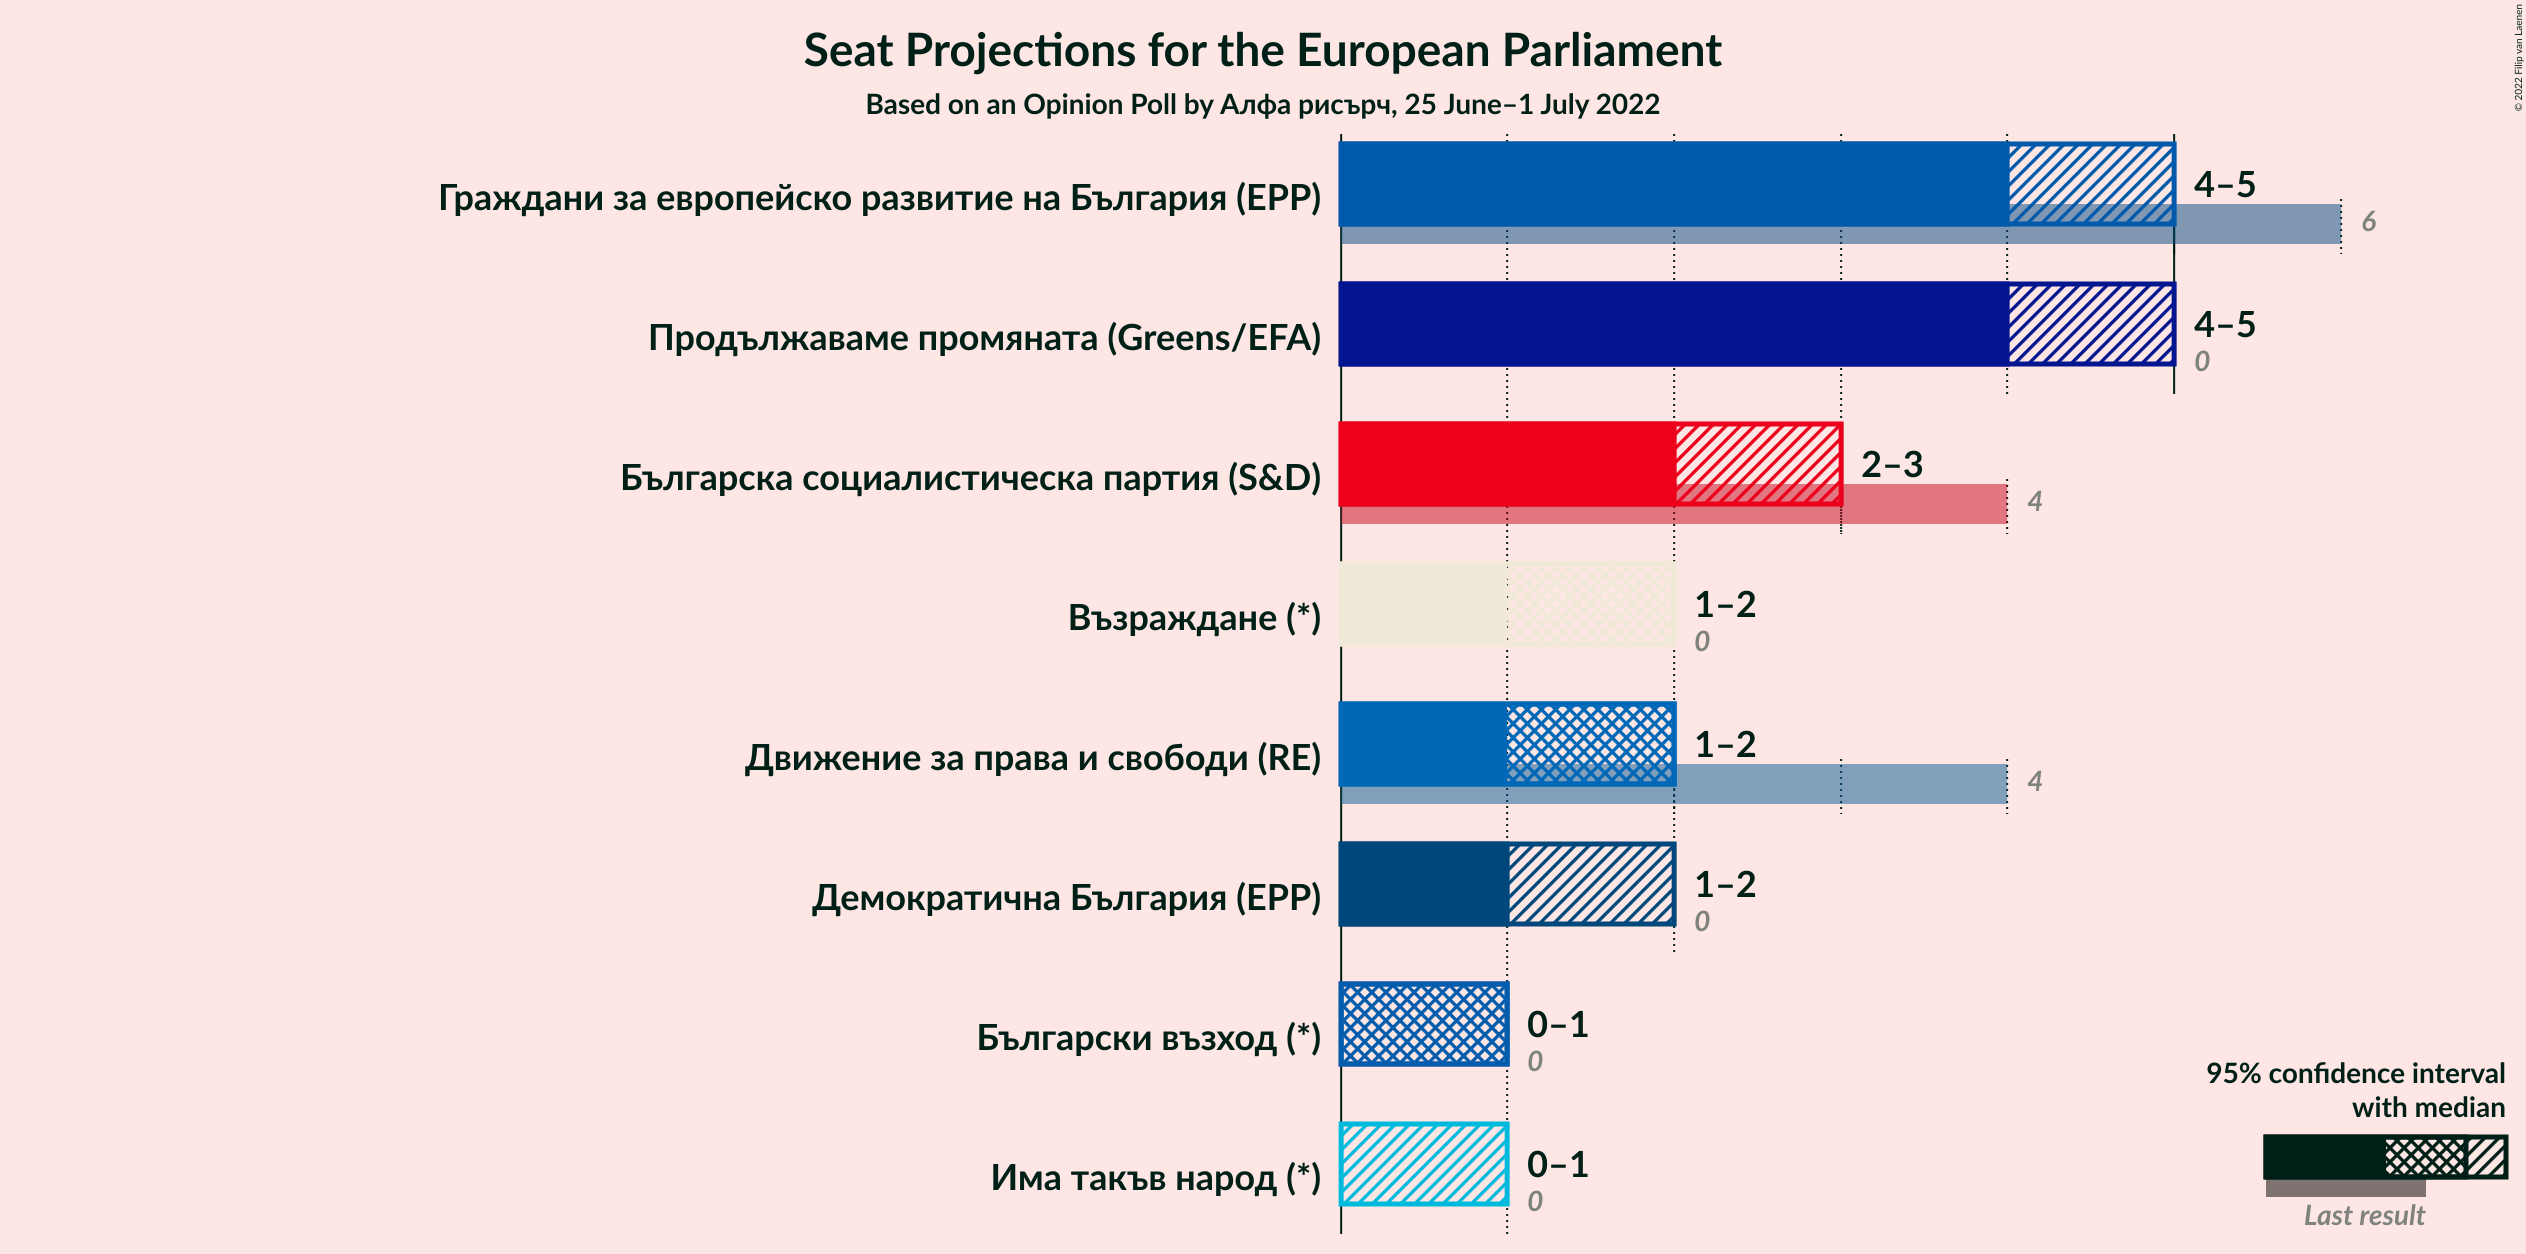 Seat Projections for the European Parliament
Based on an Opinion Poll by Алфа рисърч, 25 June–1 July 2022
© 2022 Filip van Laenen
Граждани за европейско развитие на България (EPP)
4–5
6
Продължаваме промяната (Greens/EFA)
4–5
0
Българска социалистическа партия (S&D)
2–3
4
Възраждане (*)
1–2
0
Движение за права и свободи (RE)
1–2
4
Демократична България (EPP)
1–2
0
Български възход (*)
0–1
0
Има такъв народ (*)
0–1
0
95% confidence interval
with median
Last result